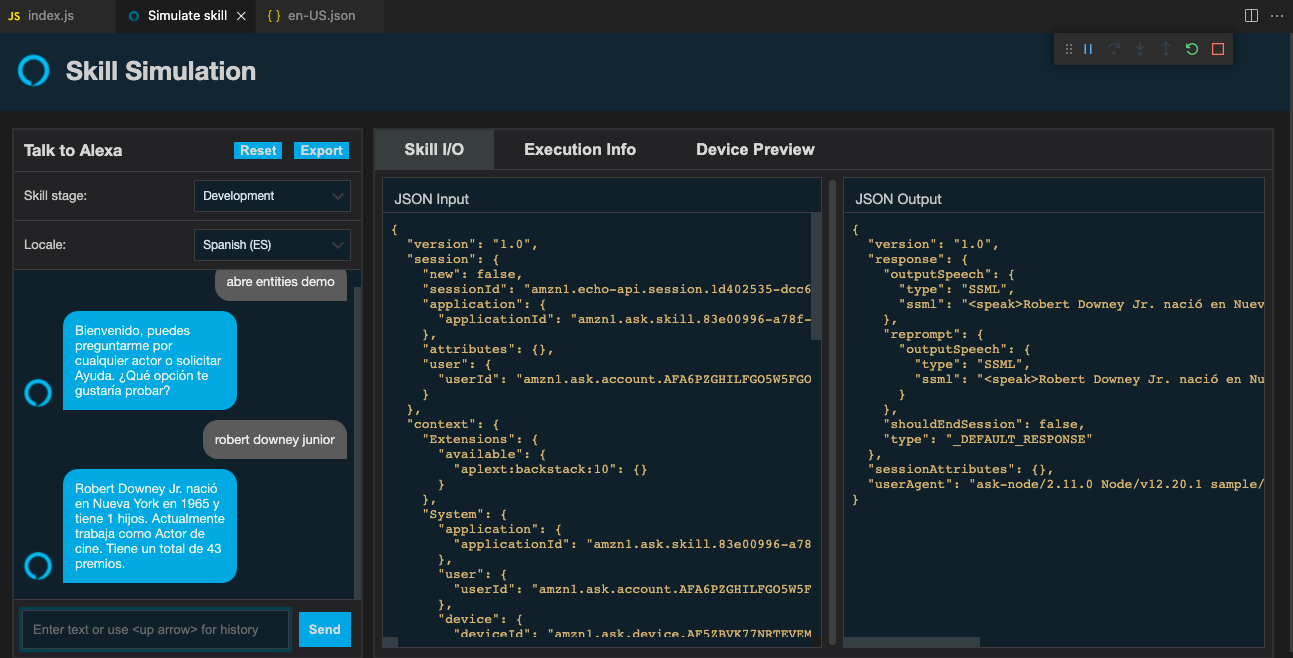 JS index.js
Simulate skill
{ } en-US.json
Skill Simulation
Talk to Alexa
Reset
Export
Skill stage:
Development
Locale:
Spanish (ES)
abre entities demo
Bienvenido, puedes
preguntarme por
cualquier actor o solicitar
Ayuda. ¿Qué opción te
gustaría probar?
robert downey junior
Robert Downey Jr. nació
en Nueva York en 1965 y
tiene 1 hijos. Actualmente
trabaja como Actor de
cine. Tiene un total de 43
premios.
Enter text or use <up arrow> for history
Send
Skill I/O
Execution Info
Device Preview
JSON Input
{
"version": "1.0",
"session": {
"new": false,
"sessionId": "amzn1.echo-api.session.1d402535-dcc6
"application": {
"applicationId": "amzn1.ask.skill.83e00996-a78f-
},
"attributes": {},
"user": {
"userId": "amzn1.ask.account.AFA6PZGHILFGO5W5FGO
}
},
"context": {
"Extensions": {
"available": {
"aplext:backstack:10": {}
}
},
"System": {
"application": {
"applicationId": "amzn1.ask.skill.83e00996-a78
},
"user": {
"userId": "amzn1.ask.account.AFA6PZGHILFGO5W5F
},
"device": {
"deviceId": "amzn1.ask.device.AF5ZBVK77NRTEVEM
JSON Output
{
"version": "1.0",
"response": {
"outputSpeech": {
"type": "SSML",
"ssml": "<speak>Robert Downey Jr. nació en Nuev
},
"reprompt": {
"outputSpeech": {
"type": "SSML",
"ssml": "<speak>Robert Downey Jr. nació en Nu
}
},
"shouldEndSession": false,
"type": "_DEFAULT_RESPONSE"
},
"sessionAttributes": {},
"userAgent": "ask-node/2.11.0 Node/v12.20.1 sample/
}